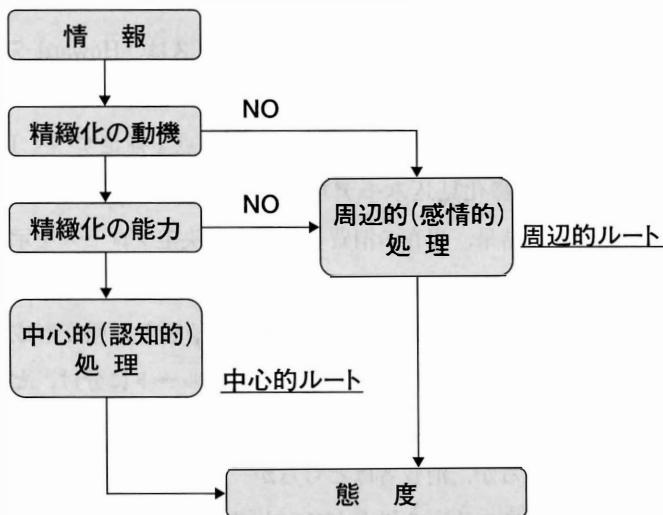 情 報
精緻化の動機
NO
精緻化の能力
NO
周辺的(感情的)
処 理
周辺的ルート
中心的(認知的)
処 理
中心的ルート
態 度